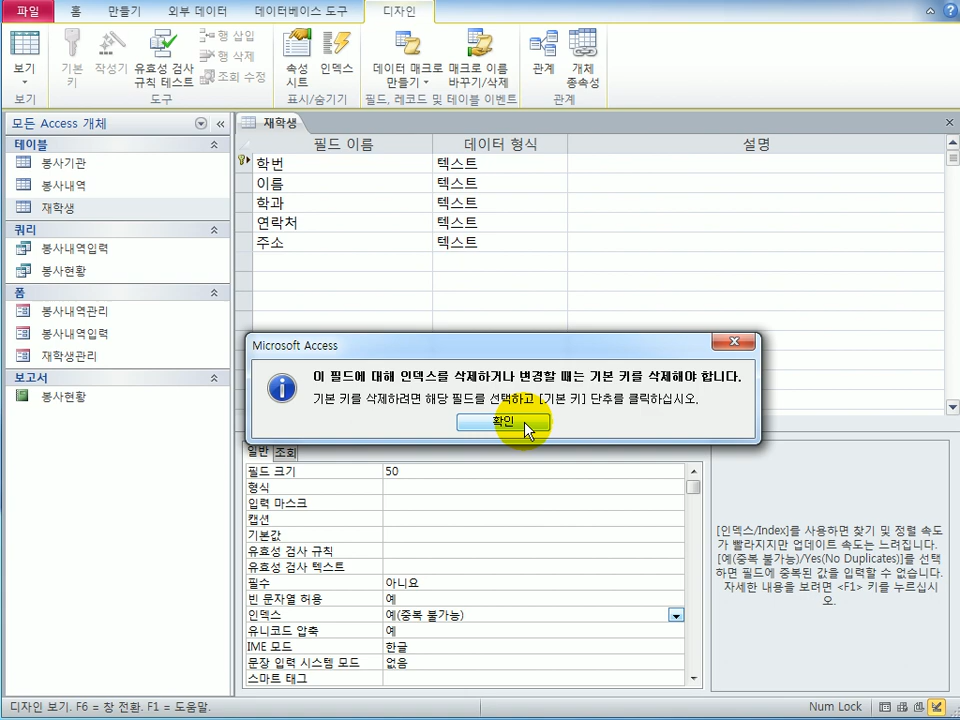 파일 홈 만들기 외부 데이터 데이터베이스 도구 디자인
보기
기본
키
작성기
유효성 검사
규칙 테스트
행 삽입
행 삭제
조회 수정
속성
시트
인덱스
데이터 매크로
만들기
매크로 이름
바꾸기/삭제
관계
개체
종속성
보기 도구 표시/숨기기 필드, 레코드 및 테이블 이벤트 관계
모든 Access 개체
테이블
봉사기관
봉사내역
재학생
쿼리
봉사내역입력
봉사현황
폼
봉사내역관리
봉사내역입력
재학생관리
보고서
봉사현황
재학생
필드 이름 데이터 형식 설명
학번 텍스트
이름 텍스트
학과 텍스트
연락처 텍스트
주소 텍스트
Microsoft Access
이 필드에 대해 인덱스를 삭제하거나 변경할 때는 기본 키를 삭제해야 합니다.
기본 키를 삭제하려면 해당 필드를 선택하고 [기본 키] 단추를 클릭하십시오.
확인
일반 조회
필드 크기 50
형식
입력 마스크
캡션
기본값
유효성 검사 규칙
유효성 검사 텍스트
필수 아니요
빈 문자열 허용 예
인덱스 예(중복 불가능)
유니코드 압축 예
IME 모드 한글
문장 입력 시스템 모드 없음
스마트 태그
[인덱스/Index]를 사용하면 찾기 및 정렬 속도
가 빨라지지만 업데이트 속도는 느려집니다.
[예(중복 불가능)/Yes(No Duplicates)]를 선택
하면 필드에 중복된 값을 입력할 수 없습니다.
자세한 내용을 보려면 <F1> 키를 누르십시
오.
디자인 보기. F6 = 창 전환. F1 = 도움말.
Num Lock